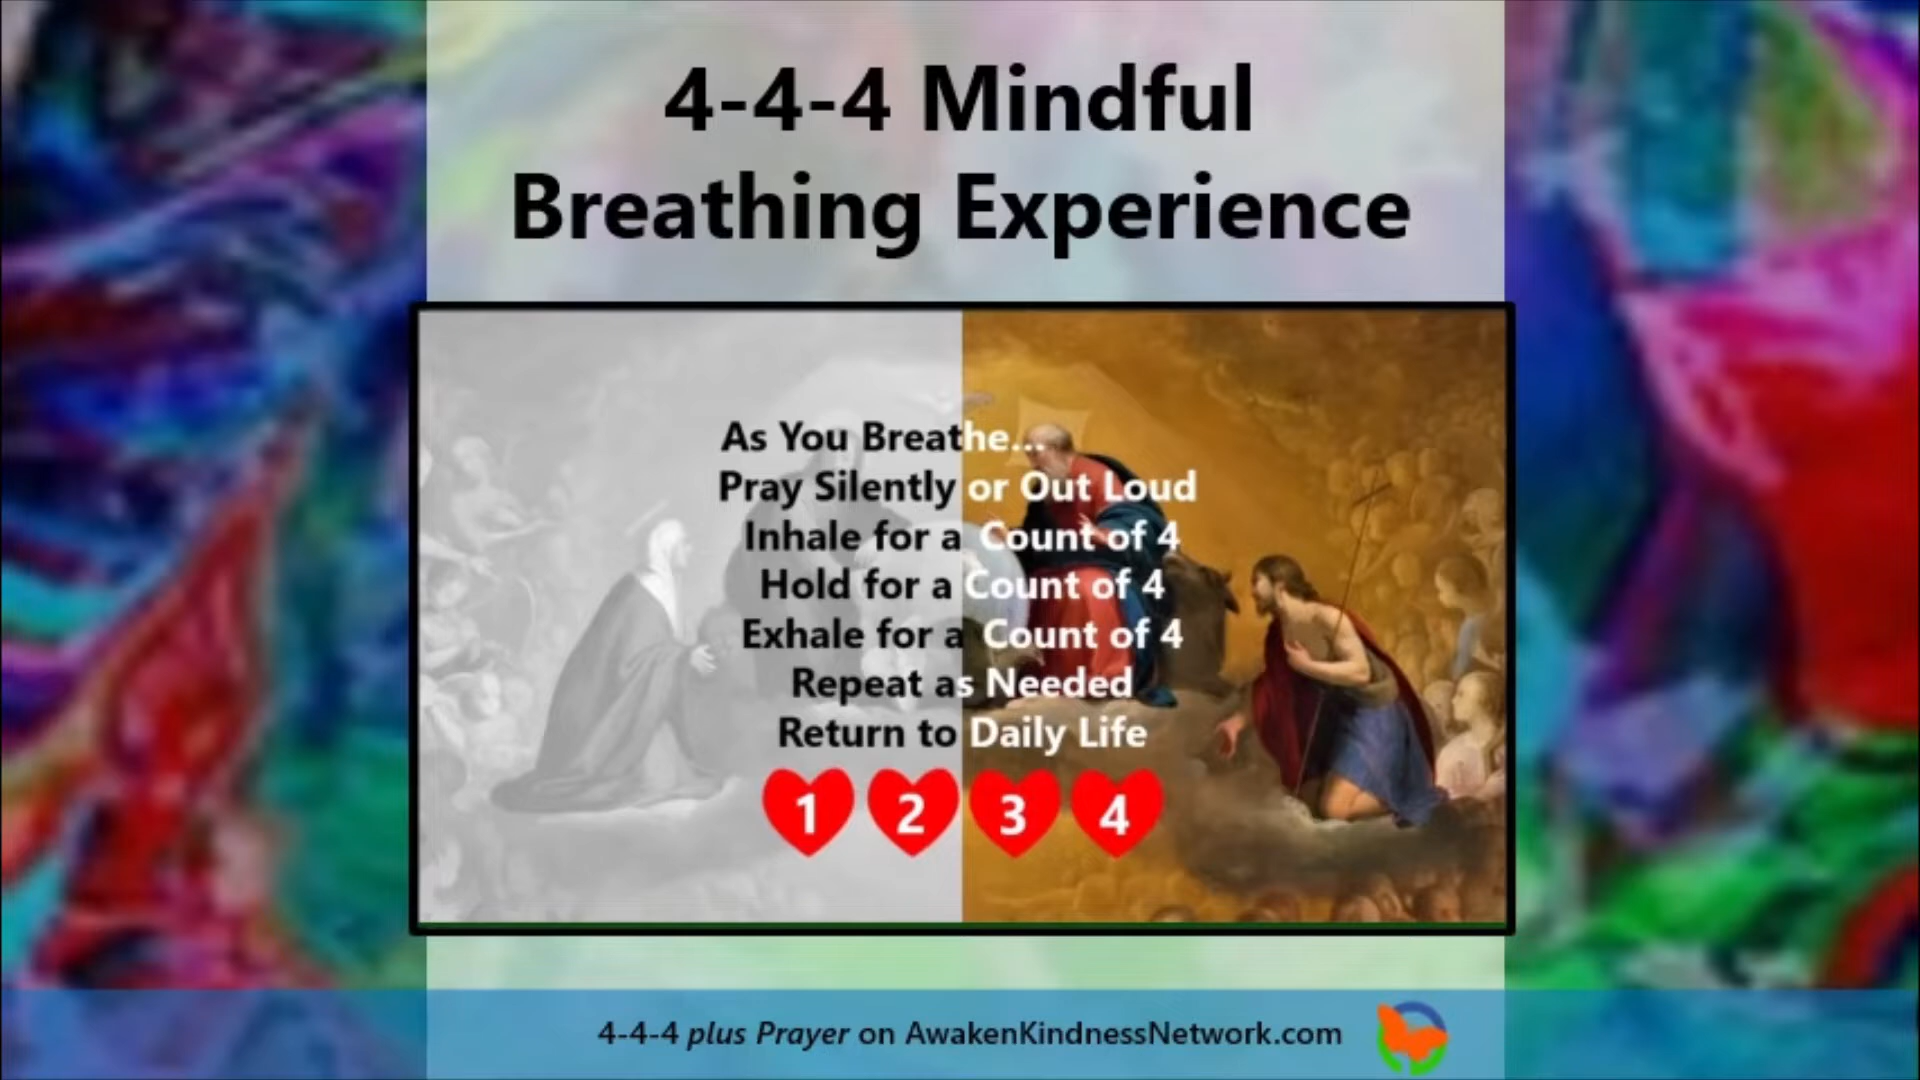 4-4-4 Mindful
Breathing Experience
As You Breathe...
Pray Silently or Out Loud
Inhale for a Count of 4
Hold for a Count of 4
Exhale for a Count of 4
Repeat as Needed
Return to Daily Life
1 2 3 4
4-4-4 plus Prayer on AwakenKindnessNetwork.com